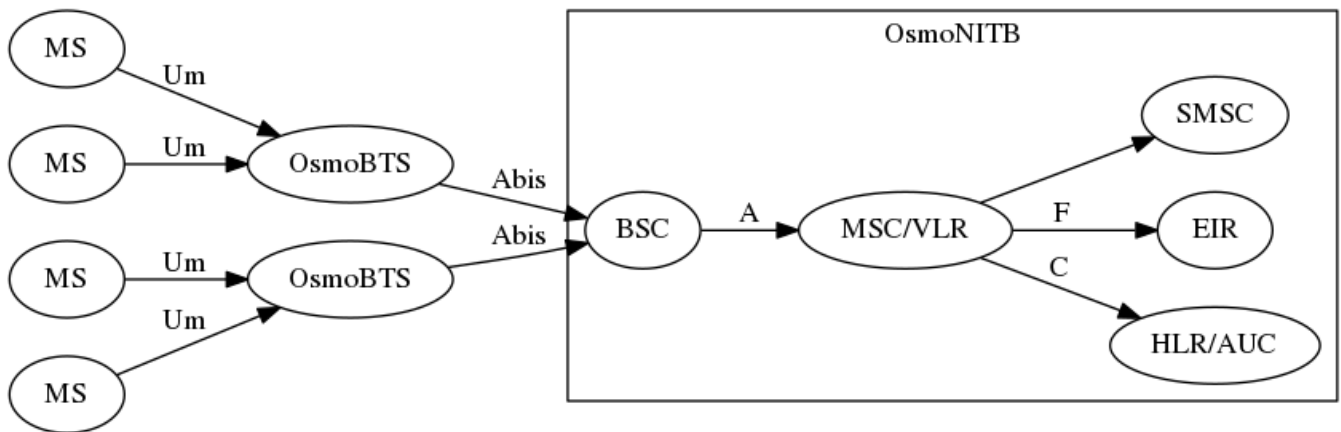 MS
Um
MS
Um
OsmoBTS
MS
Um
OsmoBTS
MS
Um
Abis
Abis
OsmoNITB
BSC
A
MSC/VLR
SMSC
F
EIR
C
HLR/AUC